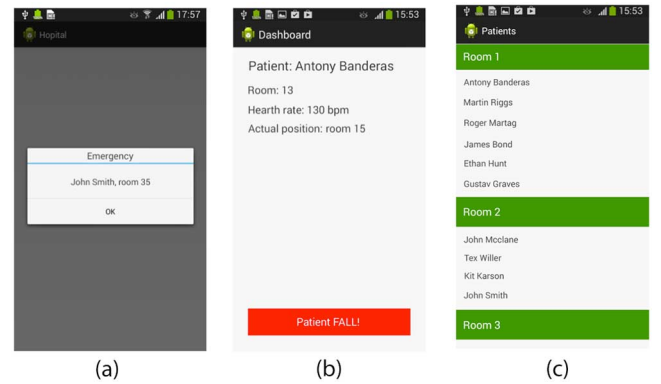 17:57
Hopital
Emergency
John Smith, room 35
OK
(a)
15:53
Dashboard
Patient: Antony Banderas
Room: 13
Hearth rate: 130 bpm
Actual position: room 15
Patient FALL!
(b)
15:53
Patients
Room 1
Antony Banderas
Martin Riggs
Roger Martag
James Bond
Ethan Hunt
Gustav Graves
Room 2
John Mcclane
Tex Willer
Kit Karson
John Smith
Room 3
(c)